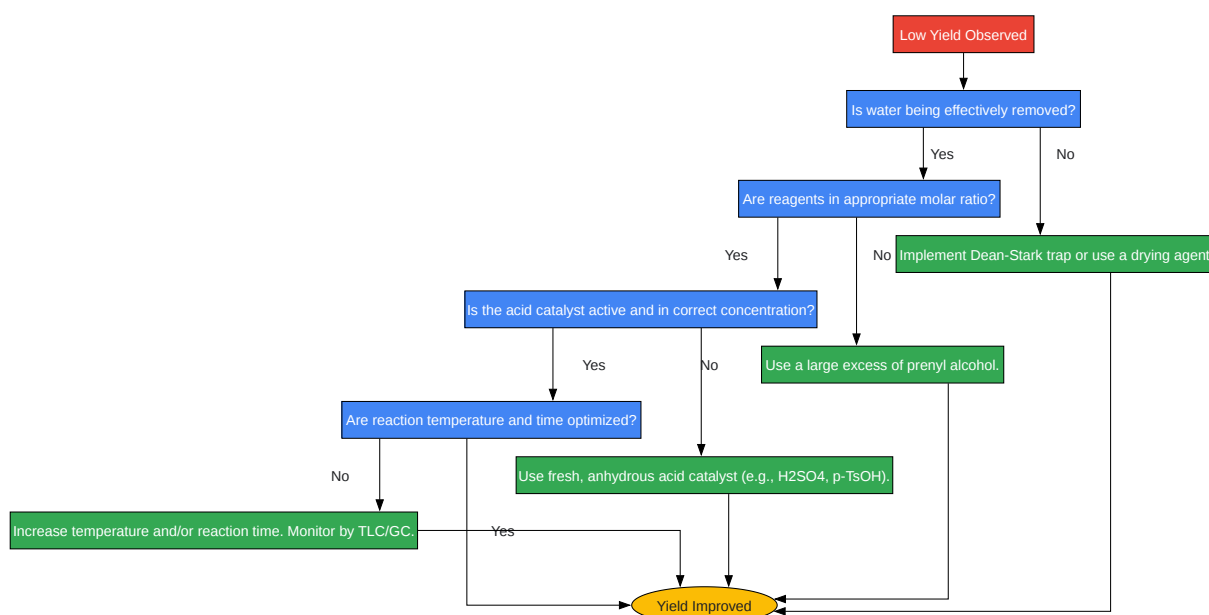 Low Yield Observed
Is water being effectively removed?
Yes
No
Are reagents in appropriate molar ratio?
Yes
No
Implement Dean-Stark trap or use a drying agent
Is the acid catalyst active and in correct concentration?
Yes
No
Use a large excess of prenyl alcohol.
Are reaction temperature and time optimized?
No
Use fresh, anhydrous acid catalyst (e.g., H2SO4, p-TsOH).
Increase temperature and/or reaction time. Monitor by TLC/GC.
Yes
Yield Improved